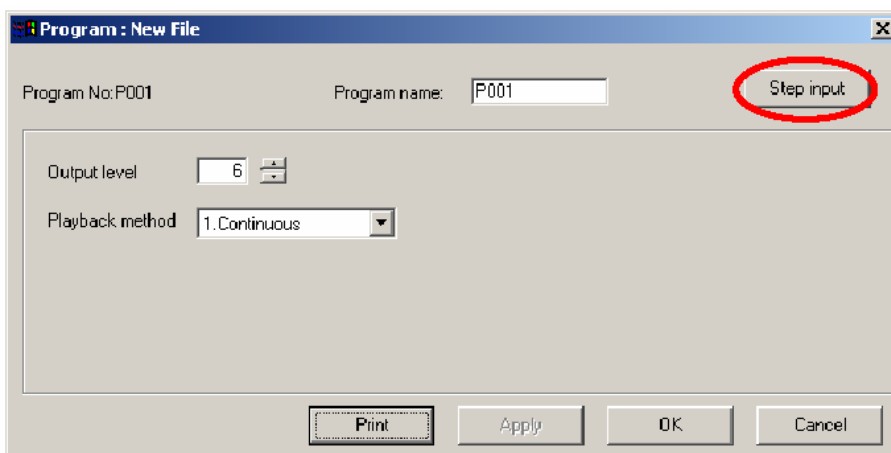 Program : New File
Program No:P001 Program name: P001 Step input
Output level 6
Playback method 1.Continuous
Print Apply OK Cancel